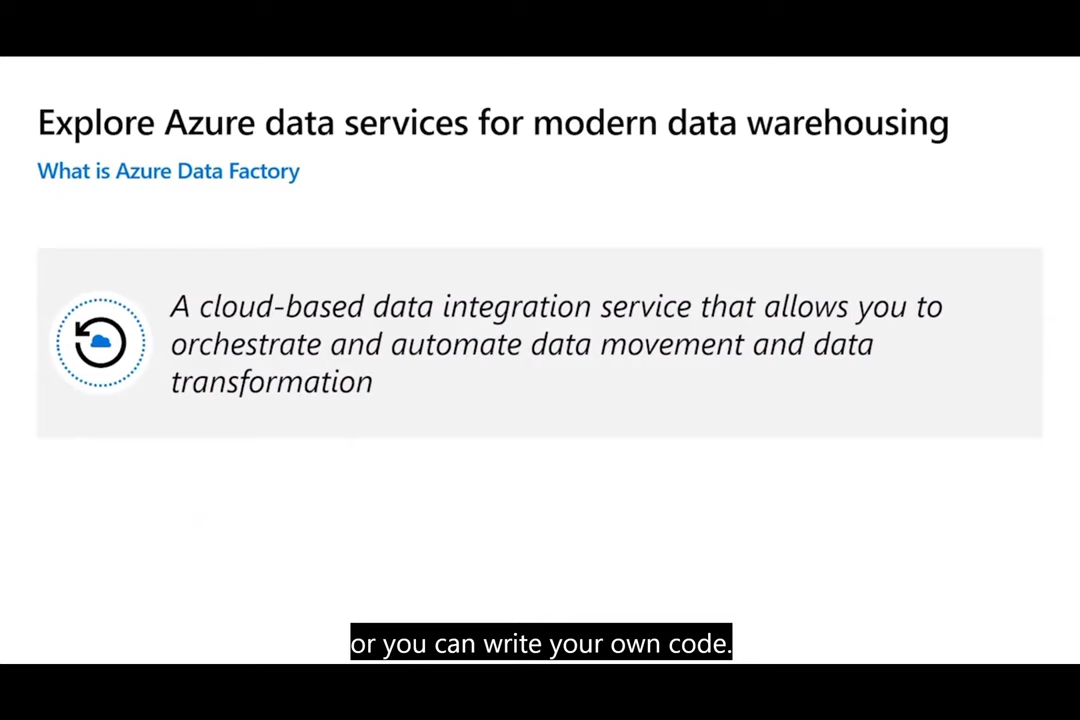 Explore Azure data services for modern data warehousing
What is Azure Data Factory
A cloud-based data integration service that allows you to
orchestrate and automate data movement and data
transformation
or you can write your own code.